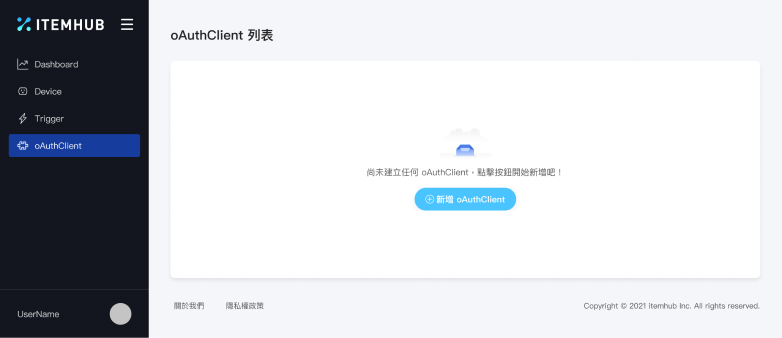 ITEMHUB
Dashboard
Device
Trigger
oAuthClient
UserName
oAuthClient 列表
尚未建立任何 oAuthClient，點擊按鈕開始新增吧！
新增 oAuthClient
關於我們
隱私權政策
Copyright © 2021 itemhub Inc. All rights reserved.